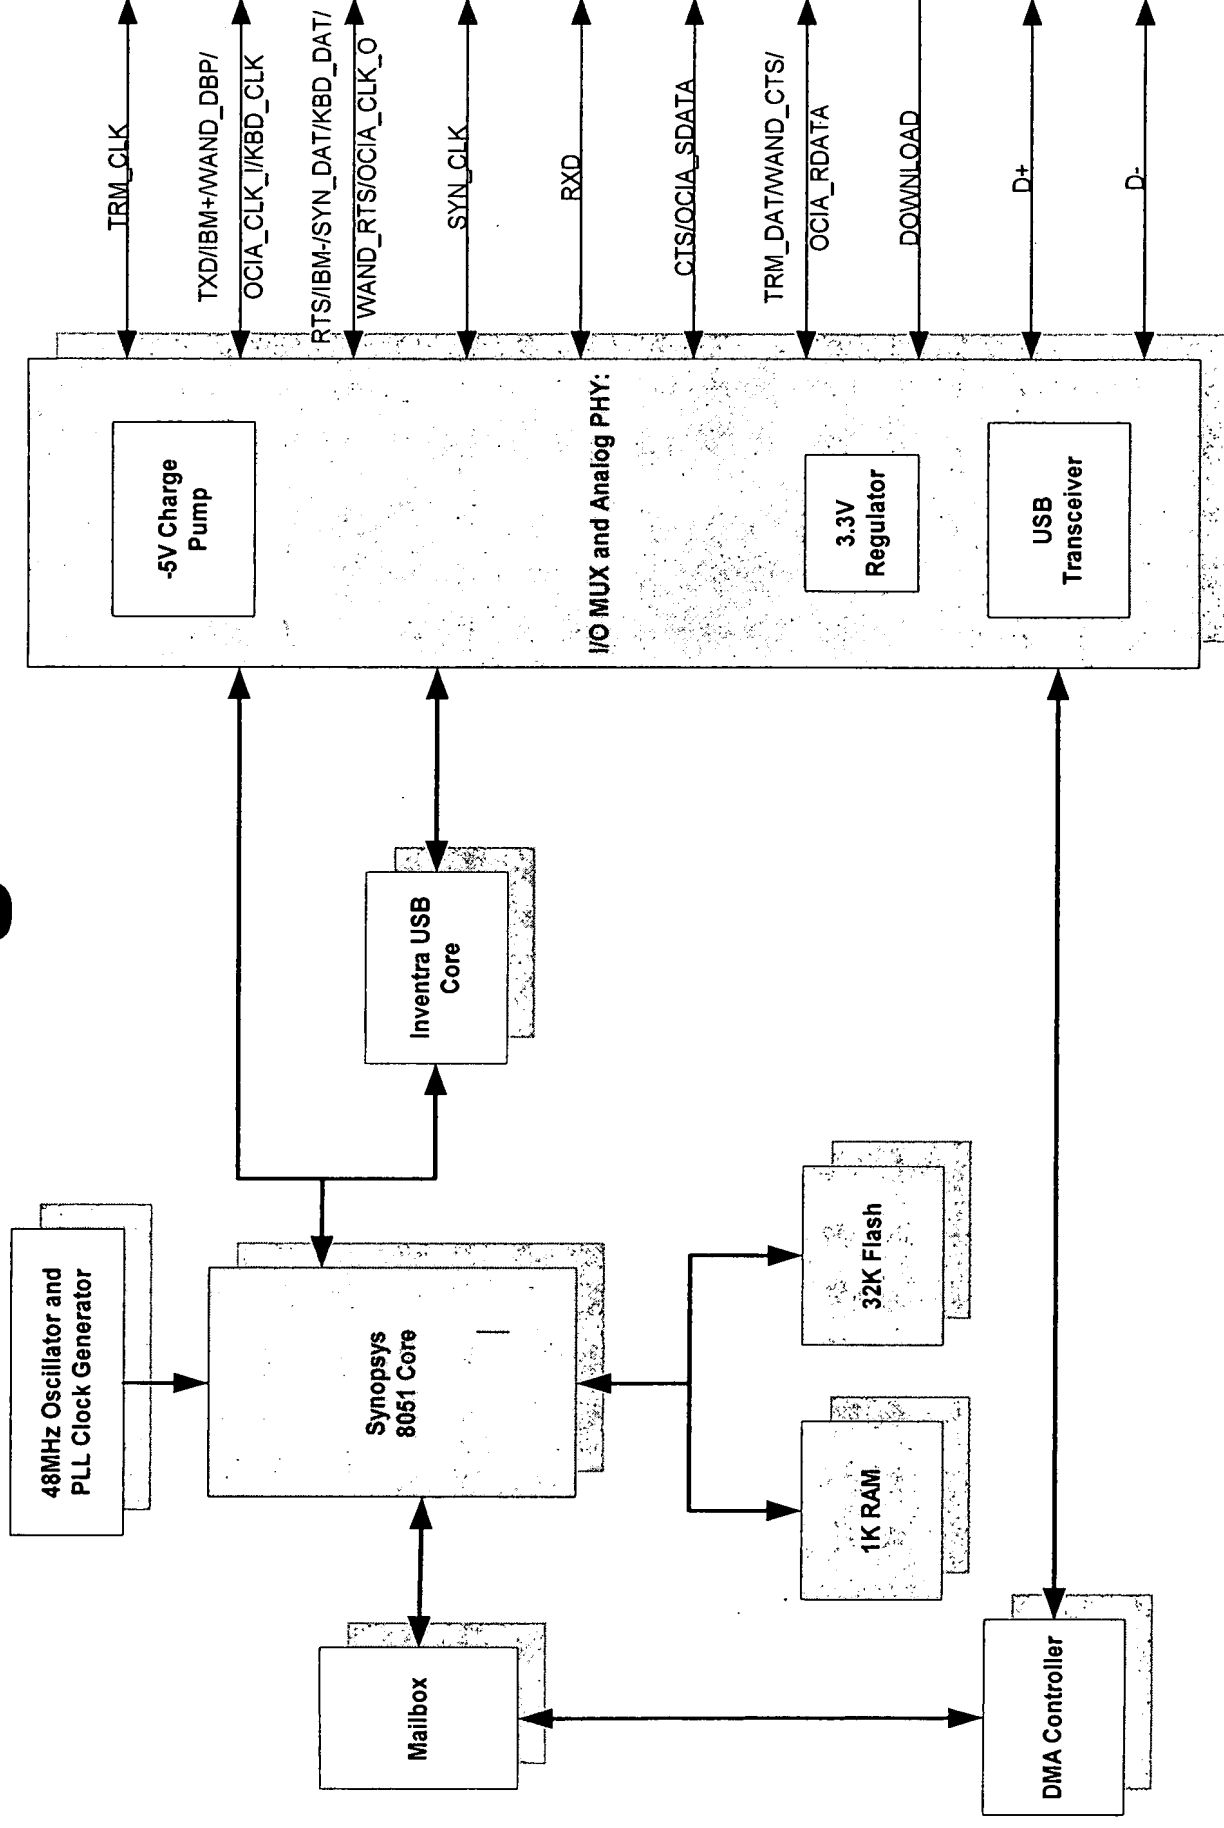 TRM_CLK
TXD/IBM+/WAND_DBP/
OCIA_CLK_I/KBD_CLK
RTS/IBM-/SYN_DAT/KBD_DAT/
WAND_RTS/OCIA_CLK_O
SYN_CLK
RXD
CTS/OCIA_SDATA
TRM_DAT/WAND_CTS/
OCIA_RDATA
DOWNLOAD
D+
D-
-5V Charge
Pump
I/O MUX and Analog PHY:
3.3V
Regulator
USB
Transceiver
Inventra USB
Core
48MHz Oscillator and
PLL Clock Generator
Synopsys
8051 Core
32K Flash
1K RAM
Mailbox
DMA Controller